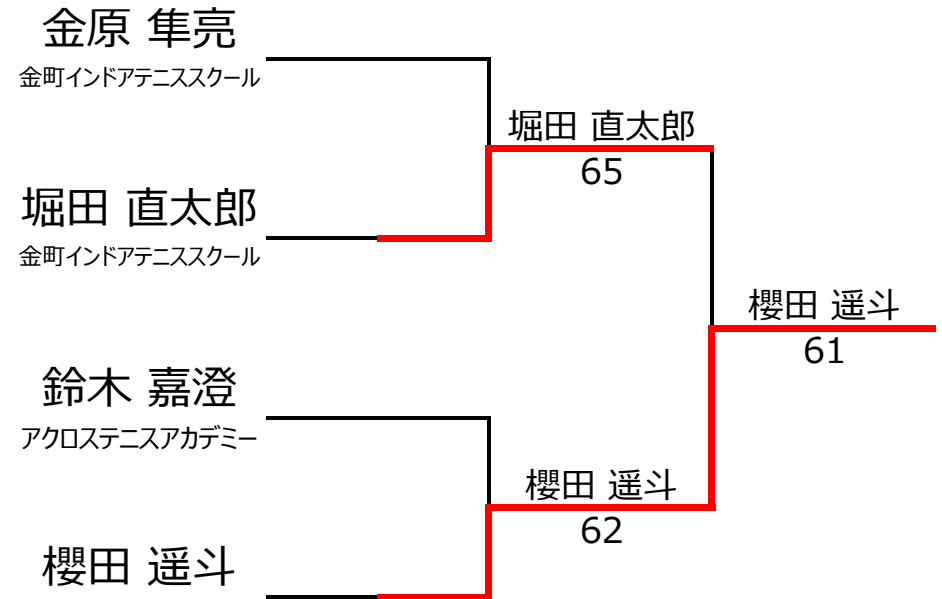 金原 隼亮
金町インドアテニススクール
堀田 直太郎
65
堀田 直太郎
金町インドアテニススクール
櫻田 遥斗
61
鈴木 嘉澄
アクロステニスアカデミー
櫻田 遥斗
62
櫻田 遥斗